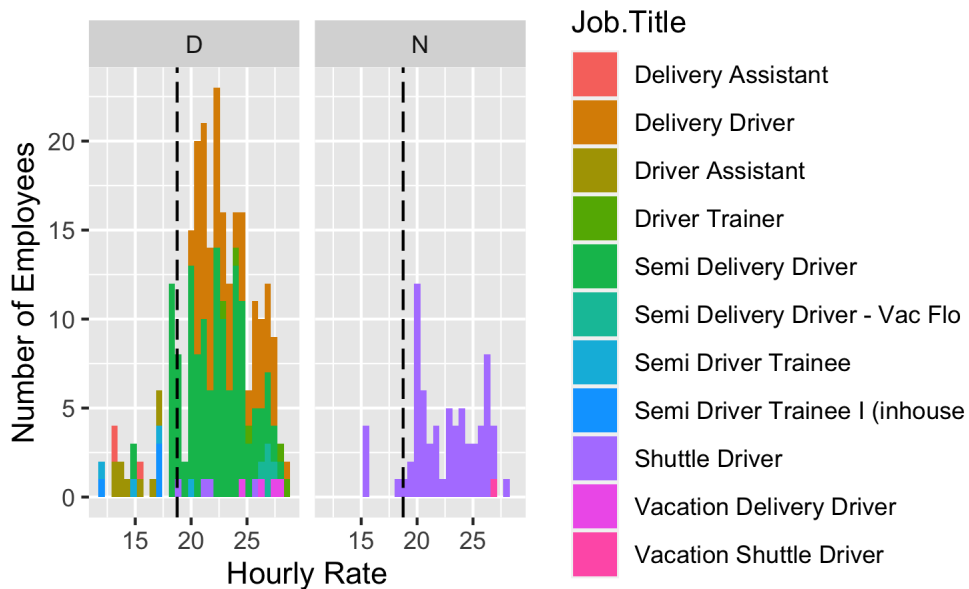 D
N
Number of Employees
20
15
10
5
0
15 20 25
15 20 25
Hourly Rate
Job.Title
Delivery Assistant
Delivery Driver
Driver Assistant
Driver Trainer
Semi Delivery Driver
Semi Delivery Driver - Vac Flo
Semi Driver Trainee
Semi Driver Trainee I (inhouse
Shuttle Driver
Vacation Delivery Driver
Vacation Shuttle Driver